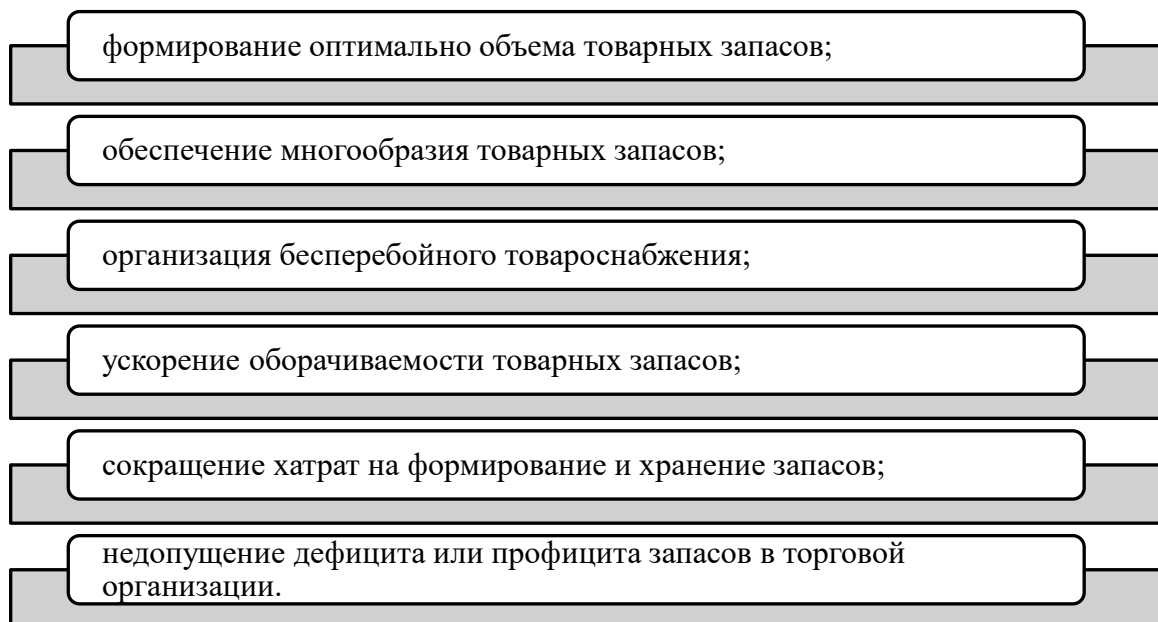 формирование оптимально объема товарных запасов;
обеспечение многообразия товарных запасов;
организация бесперебойного товароснабжения;
ускорение оборачиваемости товарных запасов;
сокращение хатрат на формирование и хранение запасов;
недопущение дефицита или профицита запасов в торговой
организации.